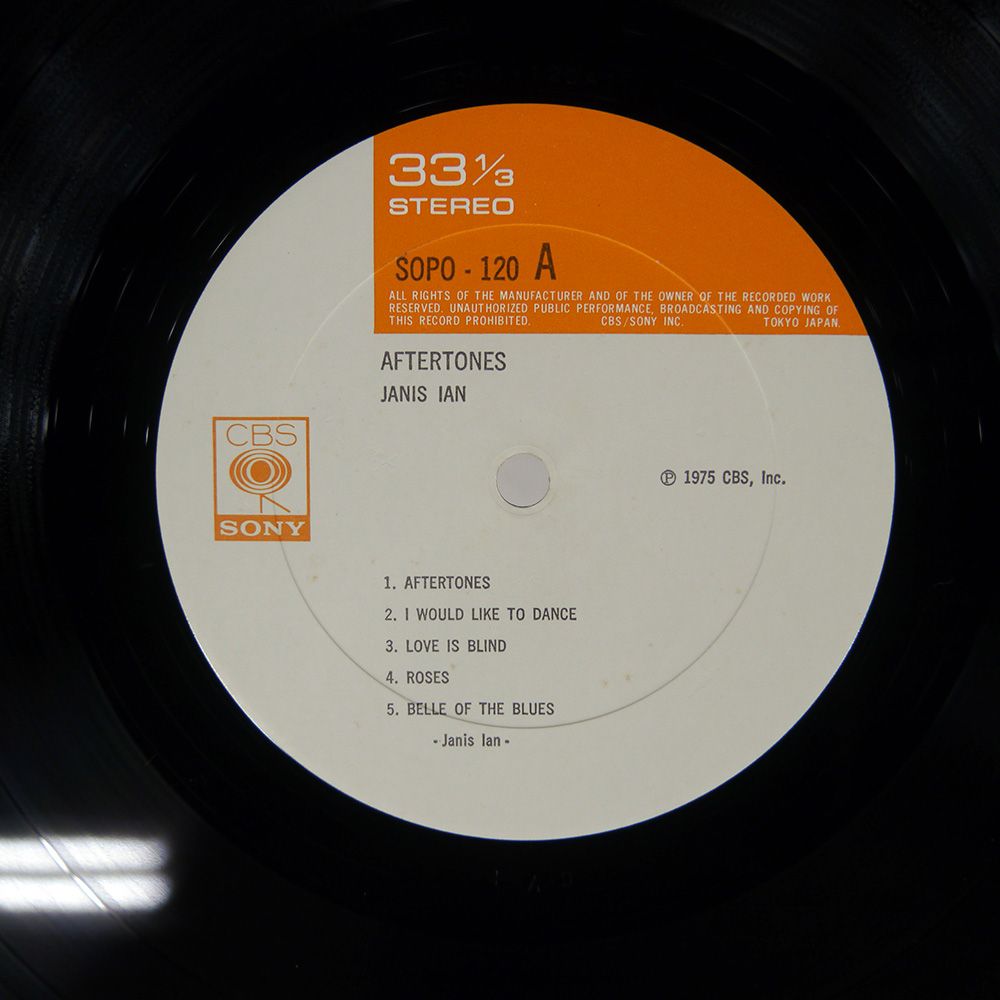 33 1/3
STEREO
SOPO - 120 A
ALL RIGHTS OF THE MANUFACTURER AND OF THE OWNER OF THE RECORDED WORK
RESERVED. UNAUTHORIZED PUBLIC PERFORMANCE, BROADCASTING AND COPYING OF
THIS RECORD PROHIBITED. CBS/SONY INC. TOKYO JAPAN.
AFTERTONES
JANIS IAN
CBS
SONY
℗ 1975 CBS, Inc.
1. AFTERTONES
2. I WOULD LIKE TO DANCE
3. LOVE IS BLIND
4. ROSES
5. BELLE OF THE BLUES
- Janis Ian -